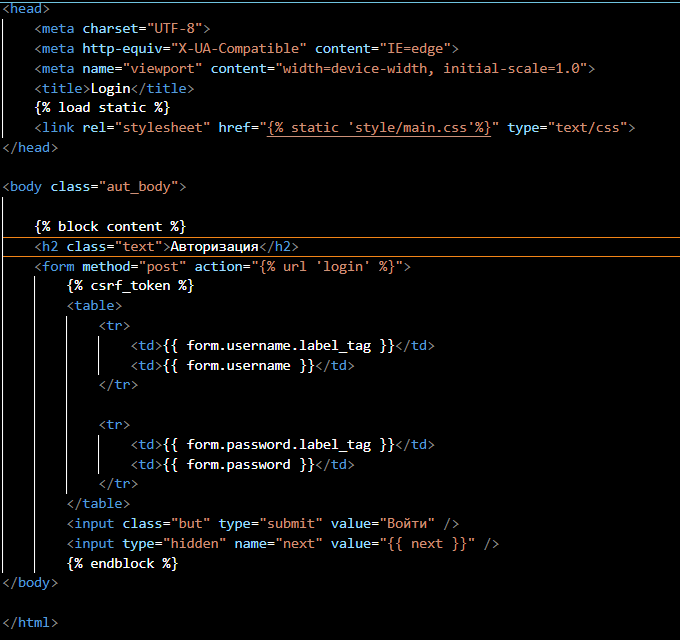 <head>
<meta charset="UTF-8">
<meta http-equiv="X-UA-Compatible" content="IE=edge">
<meta name="viewport" content="width=device-width, initial-scale=1.0">
<title>Login</title>
{% load static %}
<link rel="stylesheet" href="{% static 'style/main.css'%}" type="text/css">
</head>
<body class="aut_body">
{% block content %}
<h2 class="text">Авторизация</h2>
<form method="post" action="{% url 'login' %}">
{% csrf_token %}
<table>
<tr>
<td>{{ form.username.label_tag }}</td>
<td>{{ form.username }}</td>
</tr>
<tr>
<td>{{ form.password.label_tag }}</td>
<td>{{ form.password }}</td>
</tr>
</table>
<input class="but" type="submit" value="Войти" />
<input type="hidden" name="next" value="{{ next }}" />
{% endblock %}
</body>
</html>